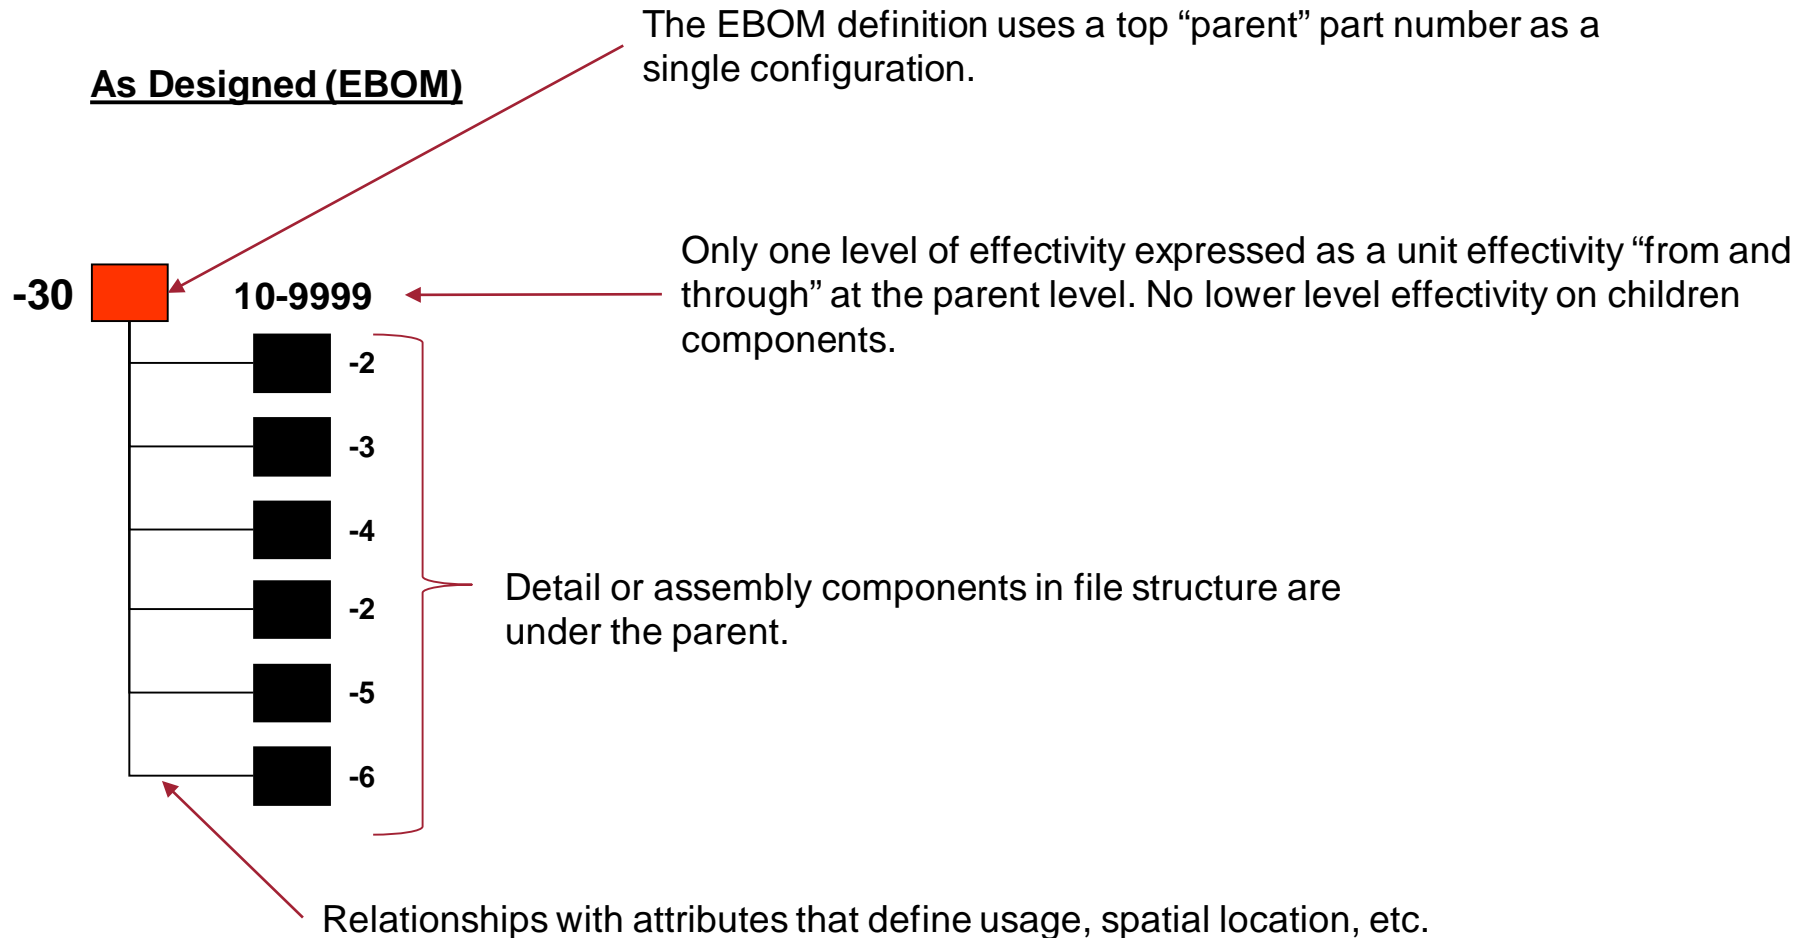 The EBOM definition uses a top “parent” part number as a
single configuration.
As Designed (EBOM)
Only one level of effectivity expressed as a unit effectivity “from and
through” at the parent level. No lower level effectivity on children
components.
-30
10-9999
-2
-3
-4
-2
-5
-6
Detail or assembly components in file structure are
under the parent.
Relationships with attributes that define usage, spatial location, etc.